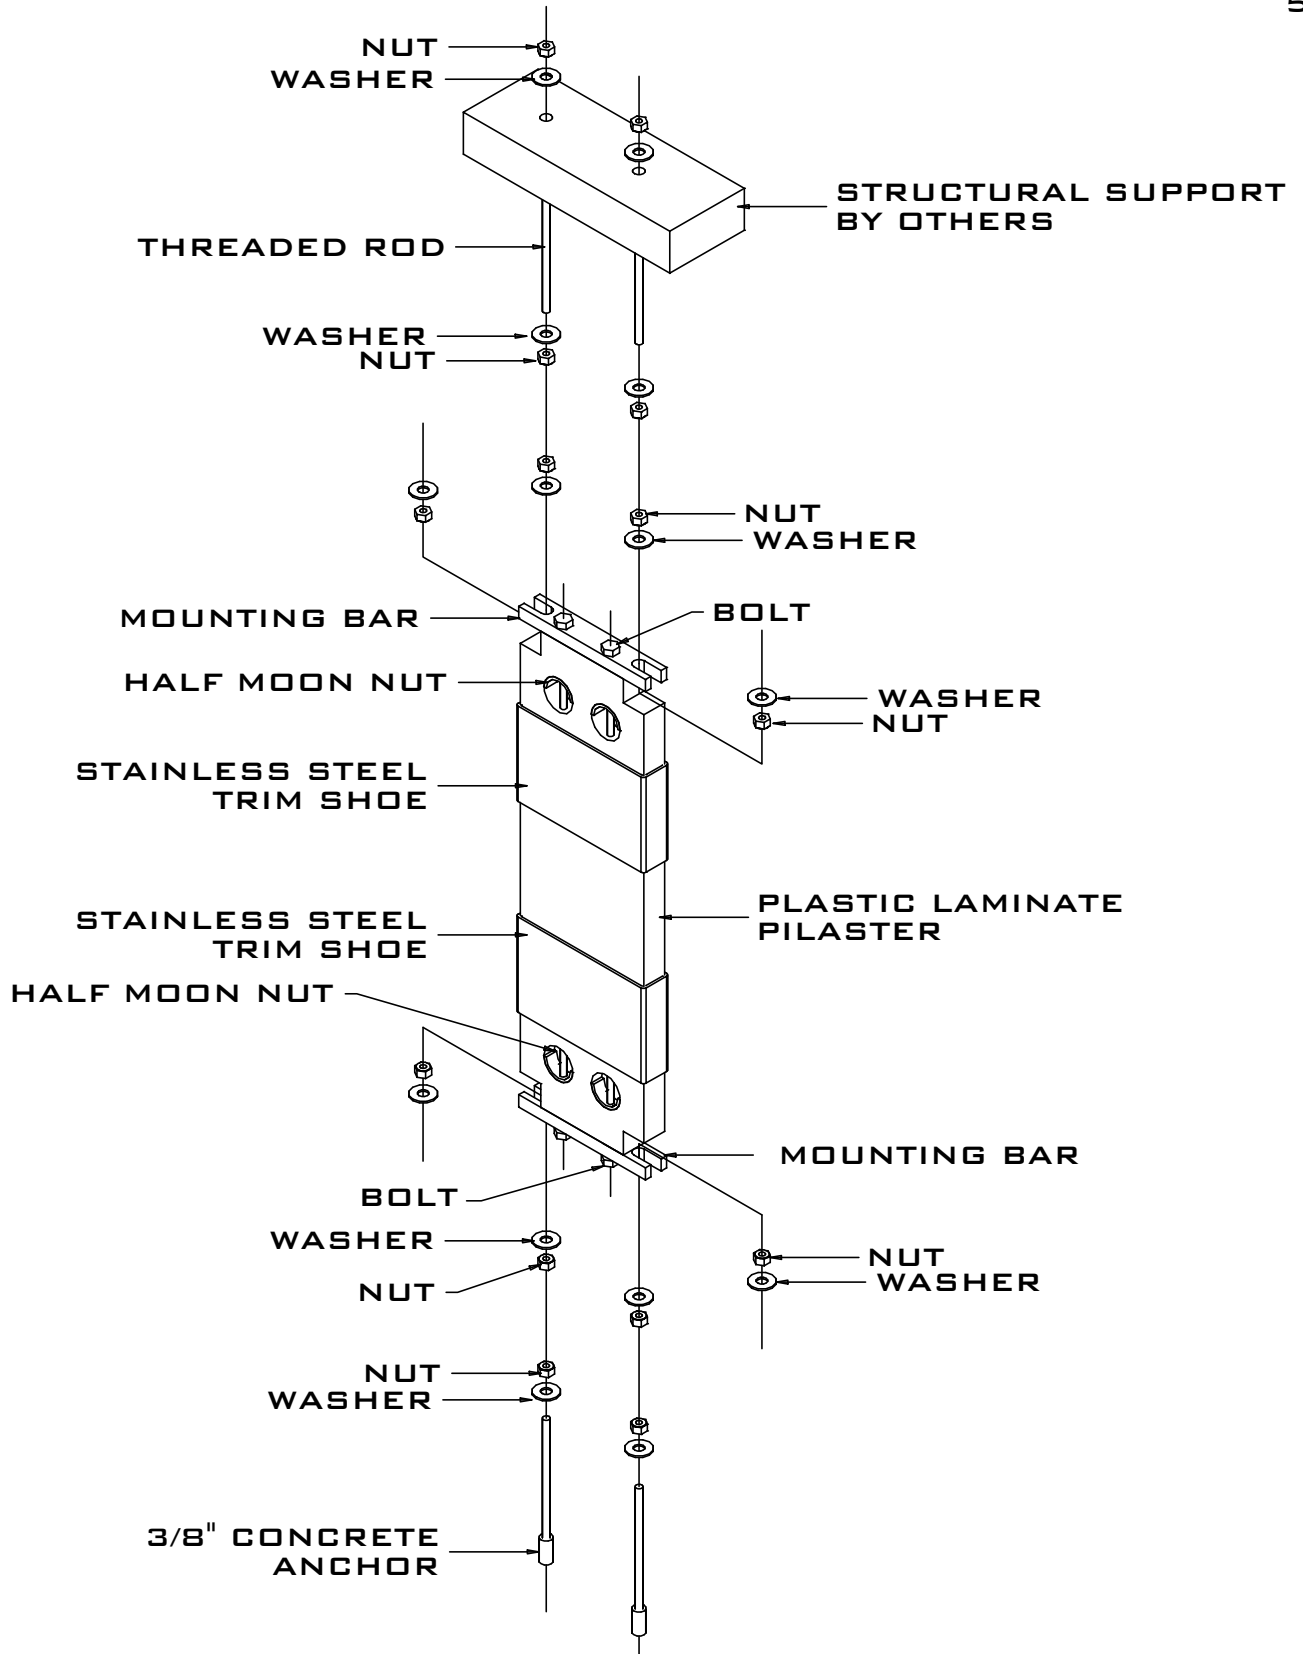 NUT
WASHER
STRUCTURAL SUPPORT
BY OTHERS
THREADED ROD
WASHER
NUT
NUT
WASHER
MOUNTING BAR
BOLT
HALF MOON NUT
WASHER
NUT
STAINLESS STEEL
TRIM SHOE
PLASTIC LAMINATE
PILASTER
STAINLESS STEEL
TRIM SHOE
HALF MOON NUT
MOUNTING BAR
BOLT
WASHER
NUT
NUT
WASHER
NUT
WASHER
3/8" CONCRETE
ANCHOR